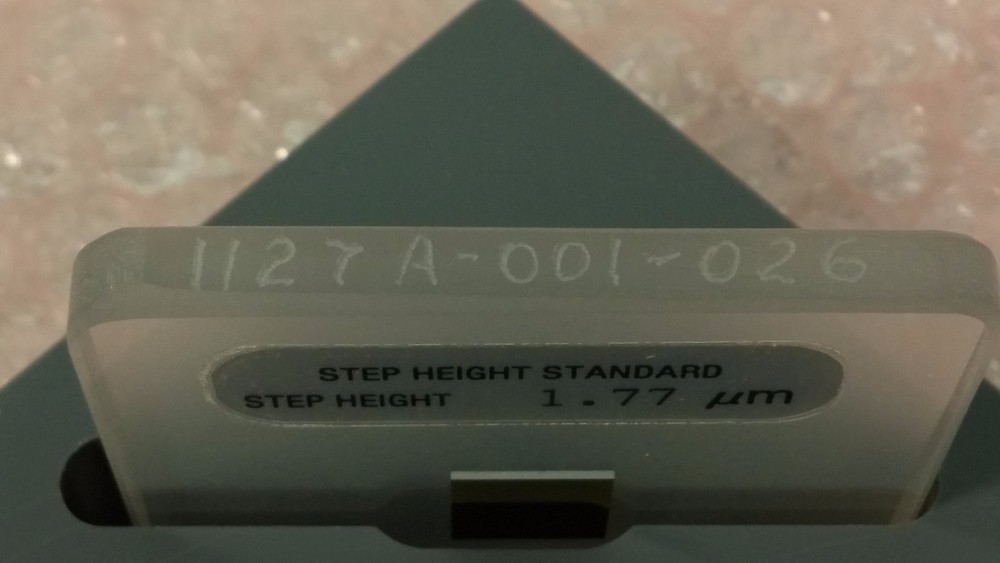 1127A-001-026
STEP HEIGHT STANDARD
STEP HEIGHT 1.77 µm